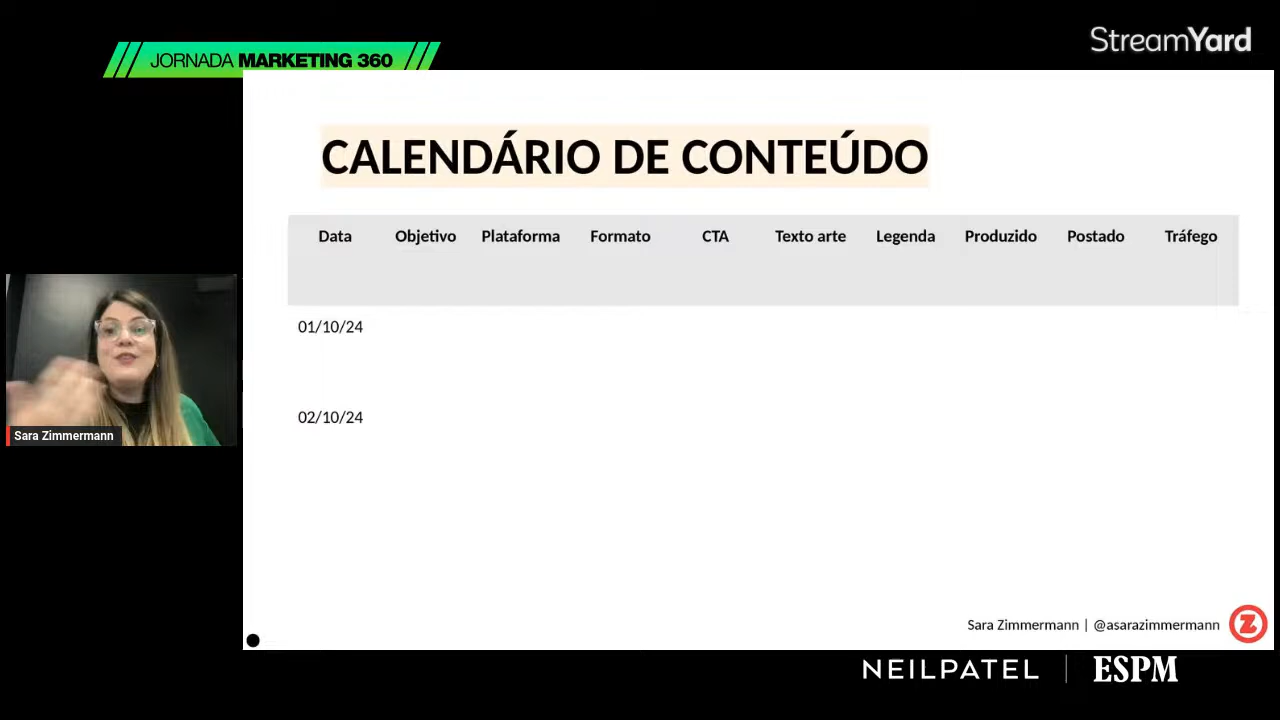 JORNADA MARKETING 360
StreamYard
CALENDÁRIO DE CONTEÚDO
Data Objetivo Plataforma Formato CTA Texto arte Legenda Produzido Postado Tráfego
01/10/24
02/10/24
Sara Zimmermann
Sara Zimmermann | @asarazimmermann
Z
NEILPATEL | ESPM